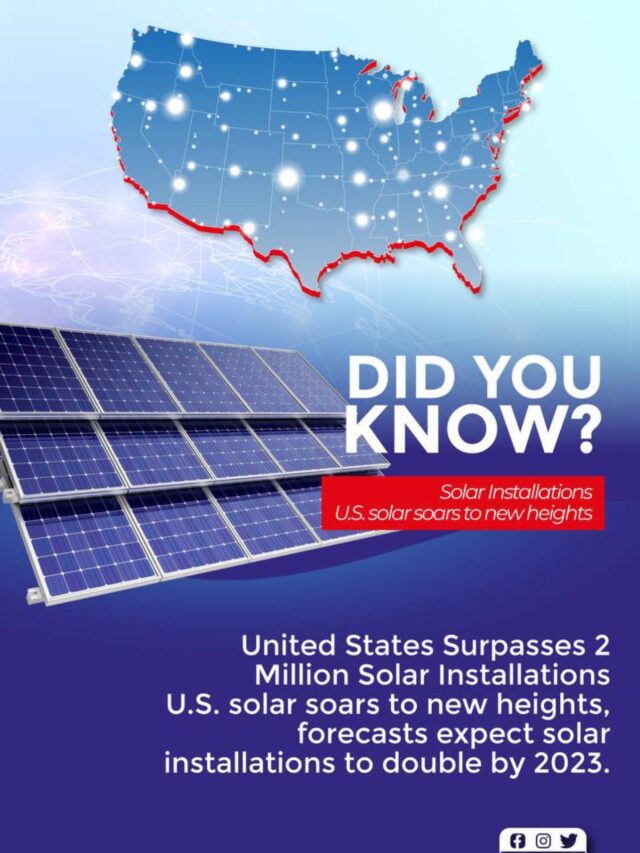 DID YOU
KNOW?
Solar Installations
U.S. solar soars to new heights
United States Surpasses 2
Million Solar Installations
U.S. solar soars to new heights,
forecasts expect solar
installations to double by 2023.